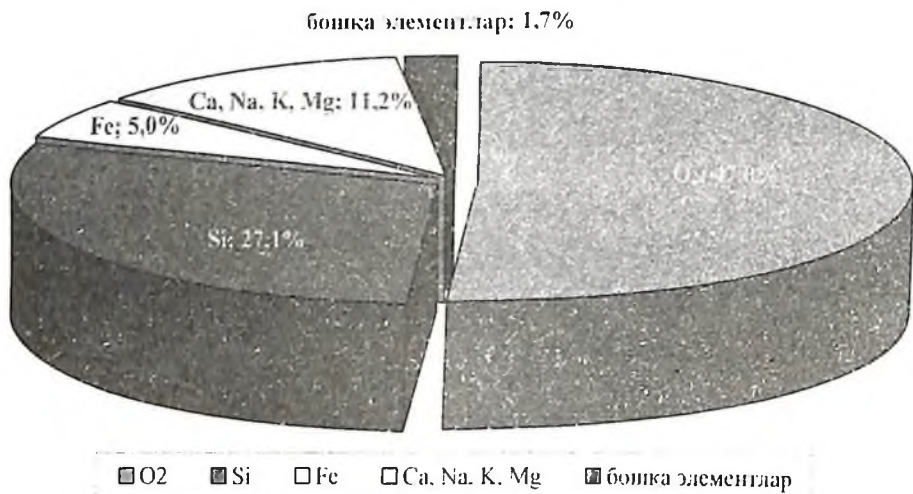 бошқа элементлар; 1,7%
Ca, Na, K, Mg; 11,2%
Fe; 5,0%
Si; 27,1%
O2 Si Fe Ca, Na, K, Mg бошка элементлар